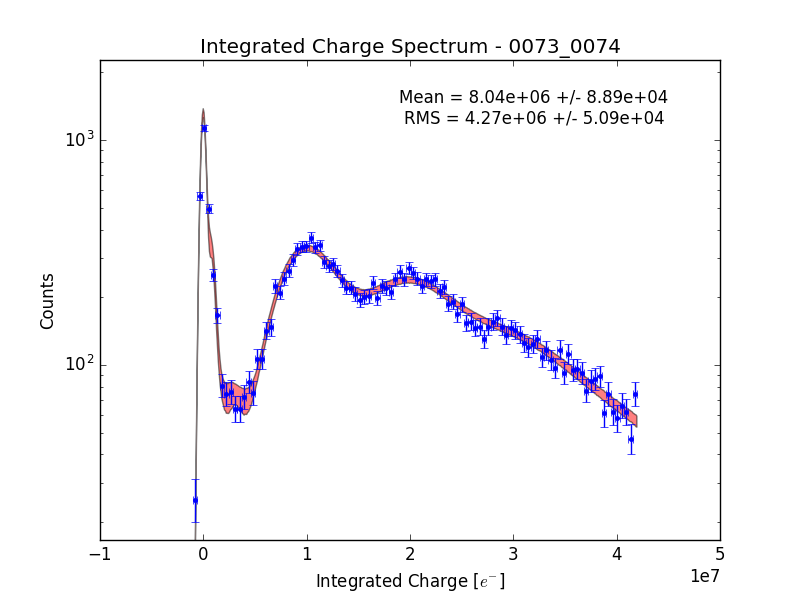 Integrated Charge Spectrum - 0073_0074
Mean = 8.04e+06 +/- 8.89e+04
RMS = 4.27e+06 +/- 5.09e+04
10³
10²
Counts
−1 0 1 2 3 4 5
1e7
Integrated Charge [e⁻]